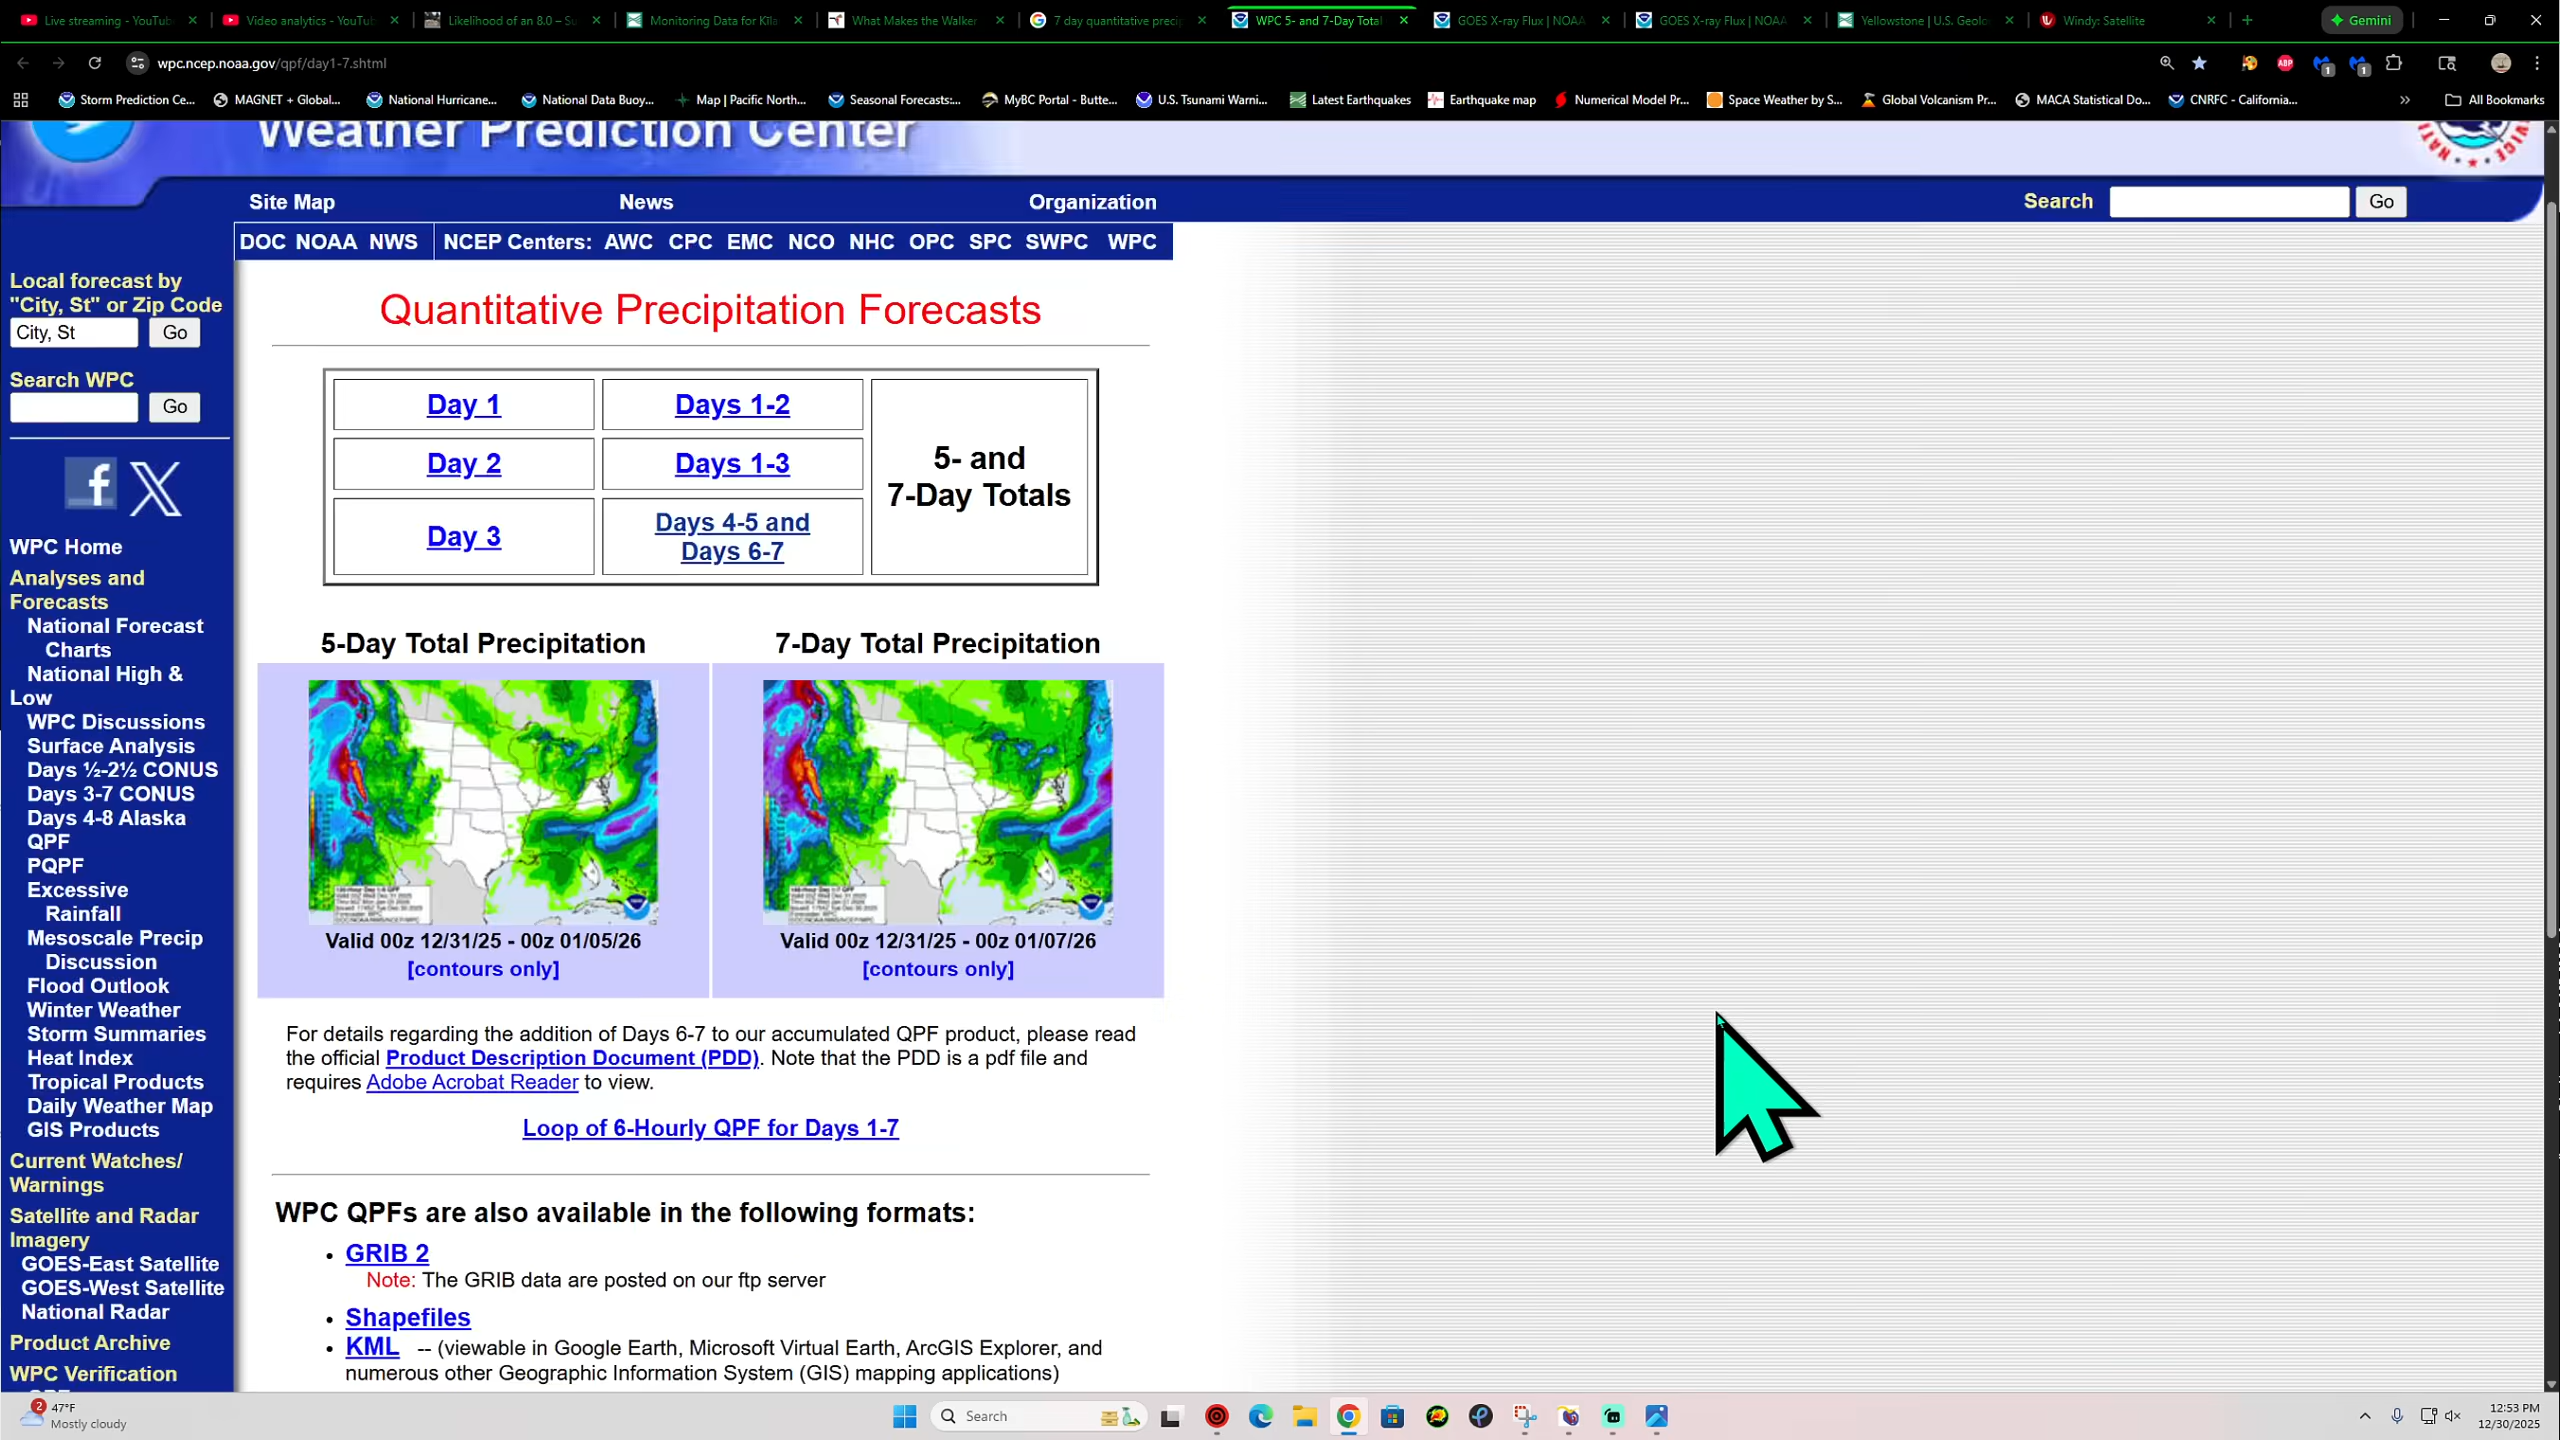 Live streaming - YouTub
Video analytics - YouTub
Likelihood of an 8.0 – Su
Monitoring Data for Kīla
What Makes the Walker
7 day quantitative precip
WPC 5- and 7-Day Total
GOES X-ray Flux | NOAA
GOES X-ray Flux | NOAA
Yellowstone | U.S. Geolo
Windy: Satellite
Gemini
wpc.ncep.noaa.gov/qpf/day1-7.shtml
ABP
1
1
Storm Prediction Ce...
MAGNET + Global...
National Hurricane...
National Data Buoy...
Map | Pacific North...
Seasonal Forecasts:...
MyBC Portal - Butte...
U.S. Tsunami Warni...
Latest Earthquakes
Earthquake map
Numerical Model Pr...
Space Weather by S...
Global Volcanism Pr...
MACA Statistical Do...
CNRFC - California...
All Bookmarks
Weather Prediction Center
Site Map
News
Organization
Search
Go
DOC NOAA NWS
NCEP Centers: AWC CPC EMC NCO NHC OPC SPC SWPC WPC
Local forecast by
"City, St" or Zip Code
City, St
Go
Search WPC
Go
WPC Home
Analyses and
Forecasts
National Forecast
Charts
National High &
Low
WPC Discussions
Surface Analysis
Days ½-2½ CONUS
Days 3-7 CONUS
Days 4-8 Alaska
QPF
PQPF
Excessive
Rainfall
Mesoscale Precip
Discussion
Flood Outlook
Winter Weather
Storm Summaries
Heat Index
Tropical Products
Daily Weather Map
GIS Products
Current Watches/
Warnings
Satellite and Radar
Imagery
GOES-East Satellite
GOES-West Satellite
National Radar
Product Archive
WPC Verification
Quantitative Precipitation Forecasts
Day 1
Days 1-2
Day 2
Days 1-3
Day 3
Days 4-5 and
Days 6-7
5- and
7-Day Totals
5-Day Total Precipitation
7-Day Total Precipitation
Valid 00z 12/31/25 - 00z 01/05/26
[contours only]
Valid 00z 12/31/25 - 00z 01/07/26
[contours only]
For details regarding the addition of Days 6-7 to our accumulated QPF product, please read
the official Product Description Document (PDD). Note that the PDD is a pdf file and
requires Adobe Acrobat Reader to view.
Loop of 6-Hourly QPF for Days 1-7
WPC QPFs are also available in the following formats:
• GRIB 2
Note: The GRIB data are posted on our ftp server
• Shapefiles
• KML -- (viewable in Google Earth, Microsoft Virtual Earth, ArcGIS Explorer, and
numerous other Geographic Information System (GIS) mapping applications)
2
47°F
Mostly cloudy
Search
12:53 PM
12/30/2025